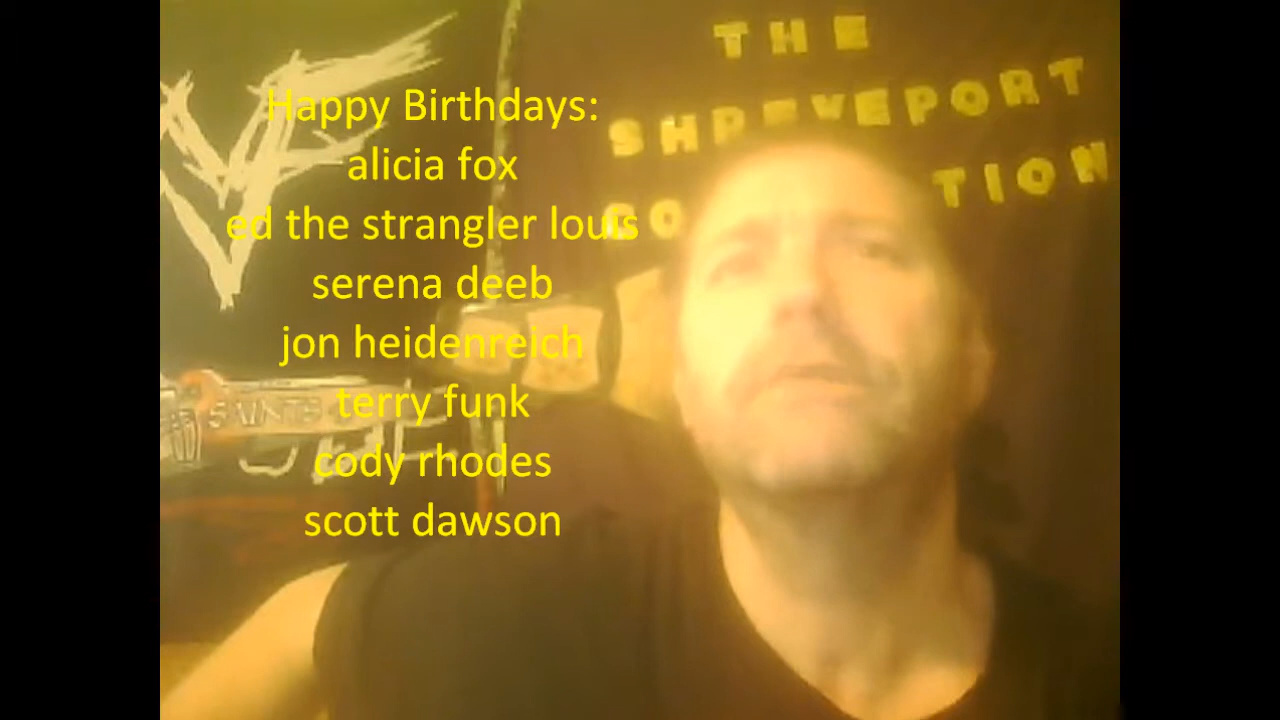 Happy Birthdays:
alicia fox
ed the strangler louis
serena deeb
jon heidenreich
terry funk
cody rhodes
scott dawson
THE
SHREVEPORT
TION
SAINTS